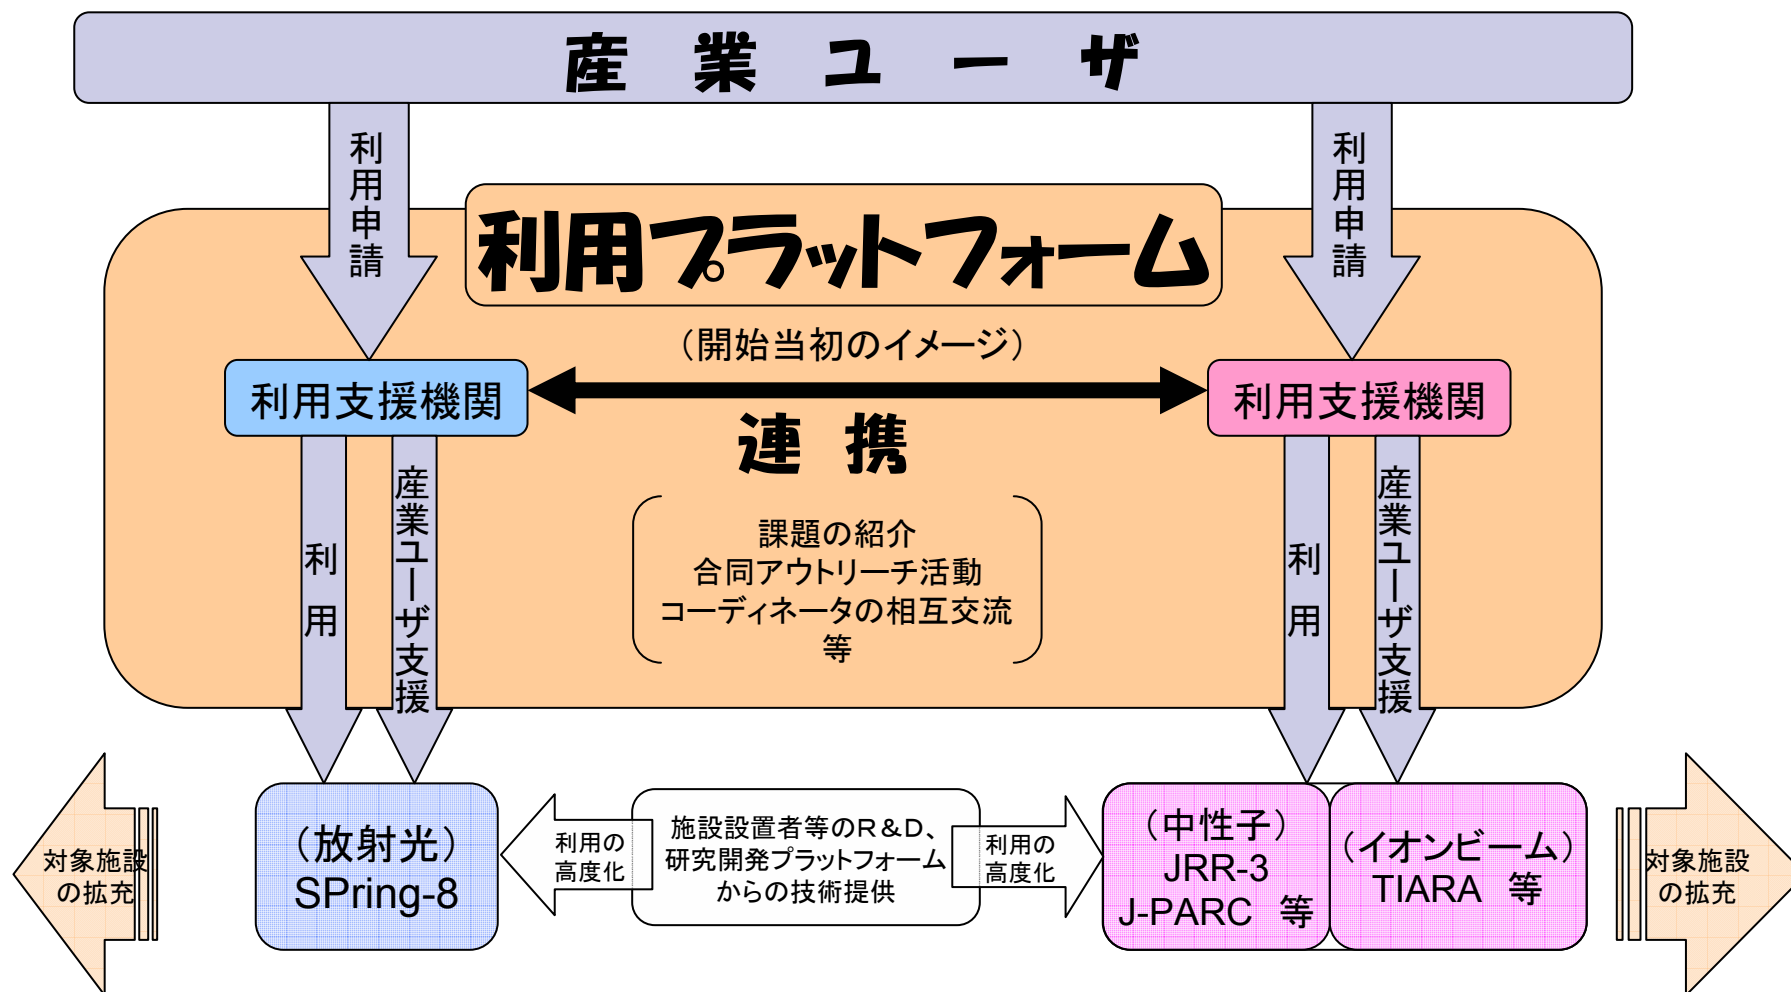 産業ユーザ
利用申請
利用申請
利用プラットフォーム
（開始当初のイメージ）
利用支援機関
利用支援機関
連携
課題の紹介
合同アウトリーチ活動
コーディネータの相互交流
等
利用
産業ユーザ支援
利用
産業ユーザ支援
対象施設
の拡充
（放射光）
SPring-8
利用の
高度化
施設設置者等のR＆D、
研究開発プラットフォーム
からの技術提供
利用の
高度化
（中性子）
JRR-3
J-PARC　等
（イオンビーム）
TIARA　等
対象施設
の拡充